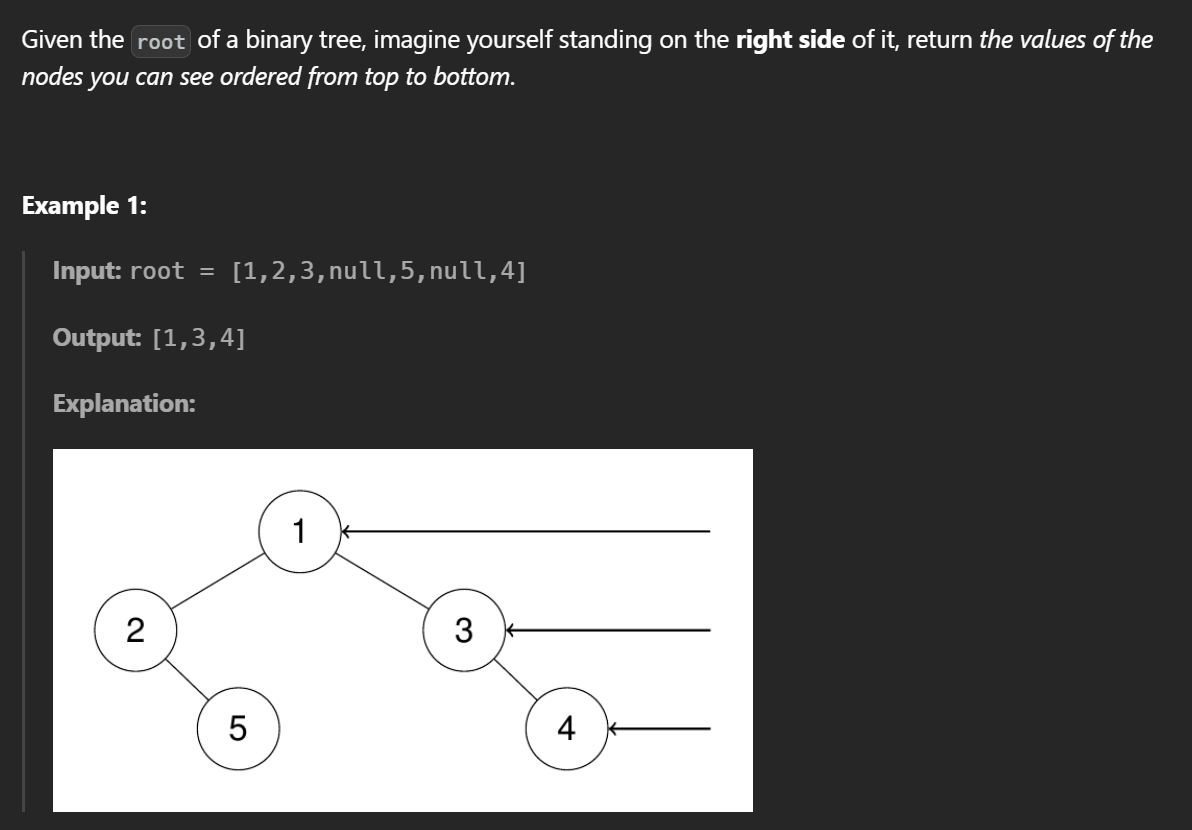 Given the root of a binary tree, imagine yourself standing on the right side of it, return the values of the
nodes you can see ordered from top to bottom.
Example 1:
Input: root = [1,2,3,null,5,null,4]
Output: [1,3,4]
Explanation:
1
2 3
5 4